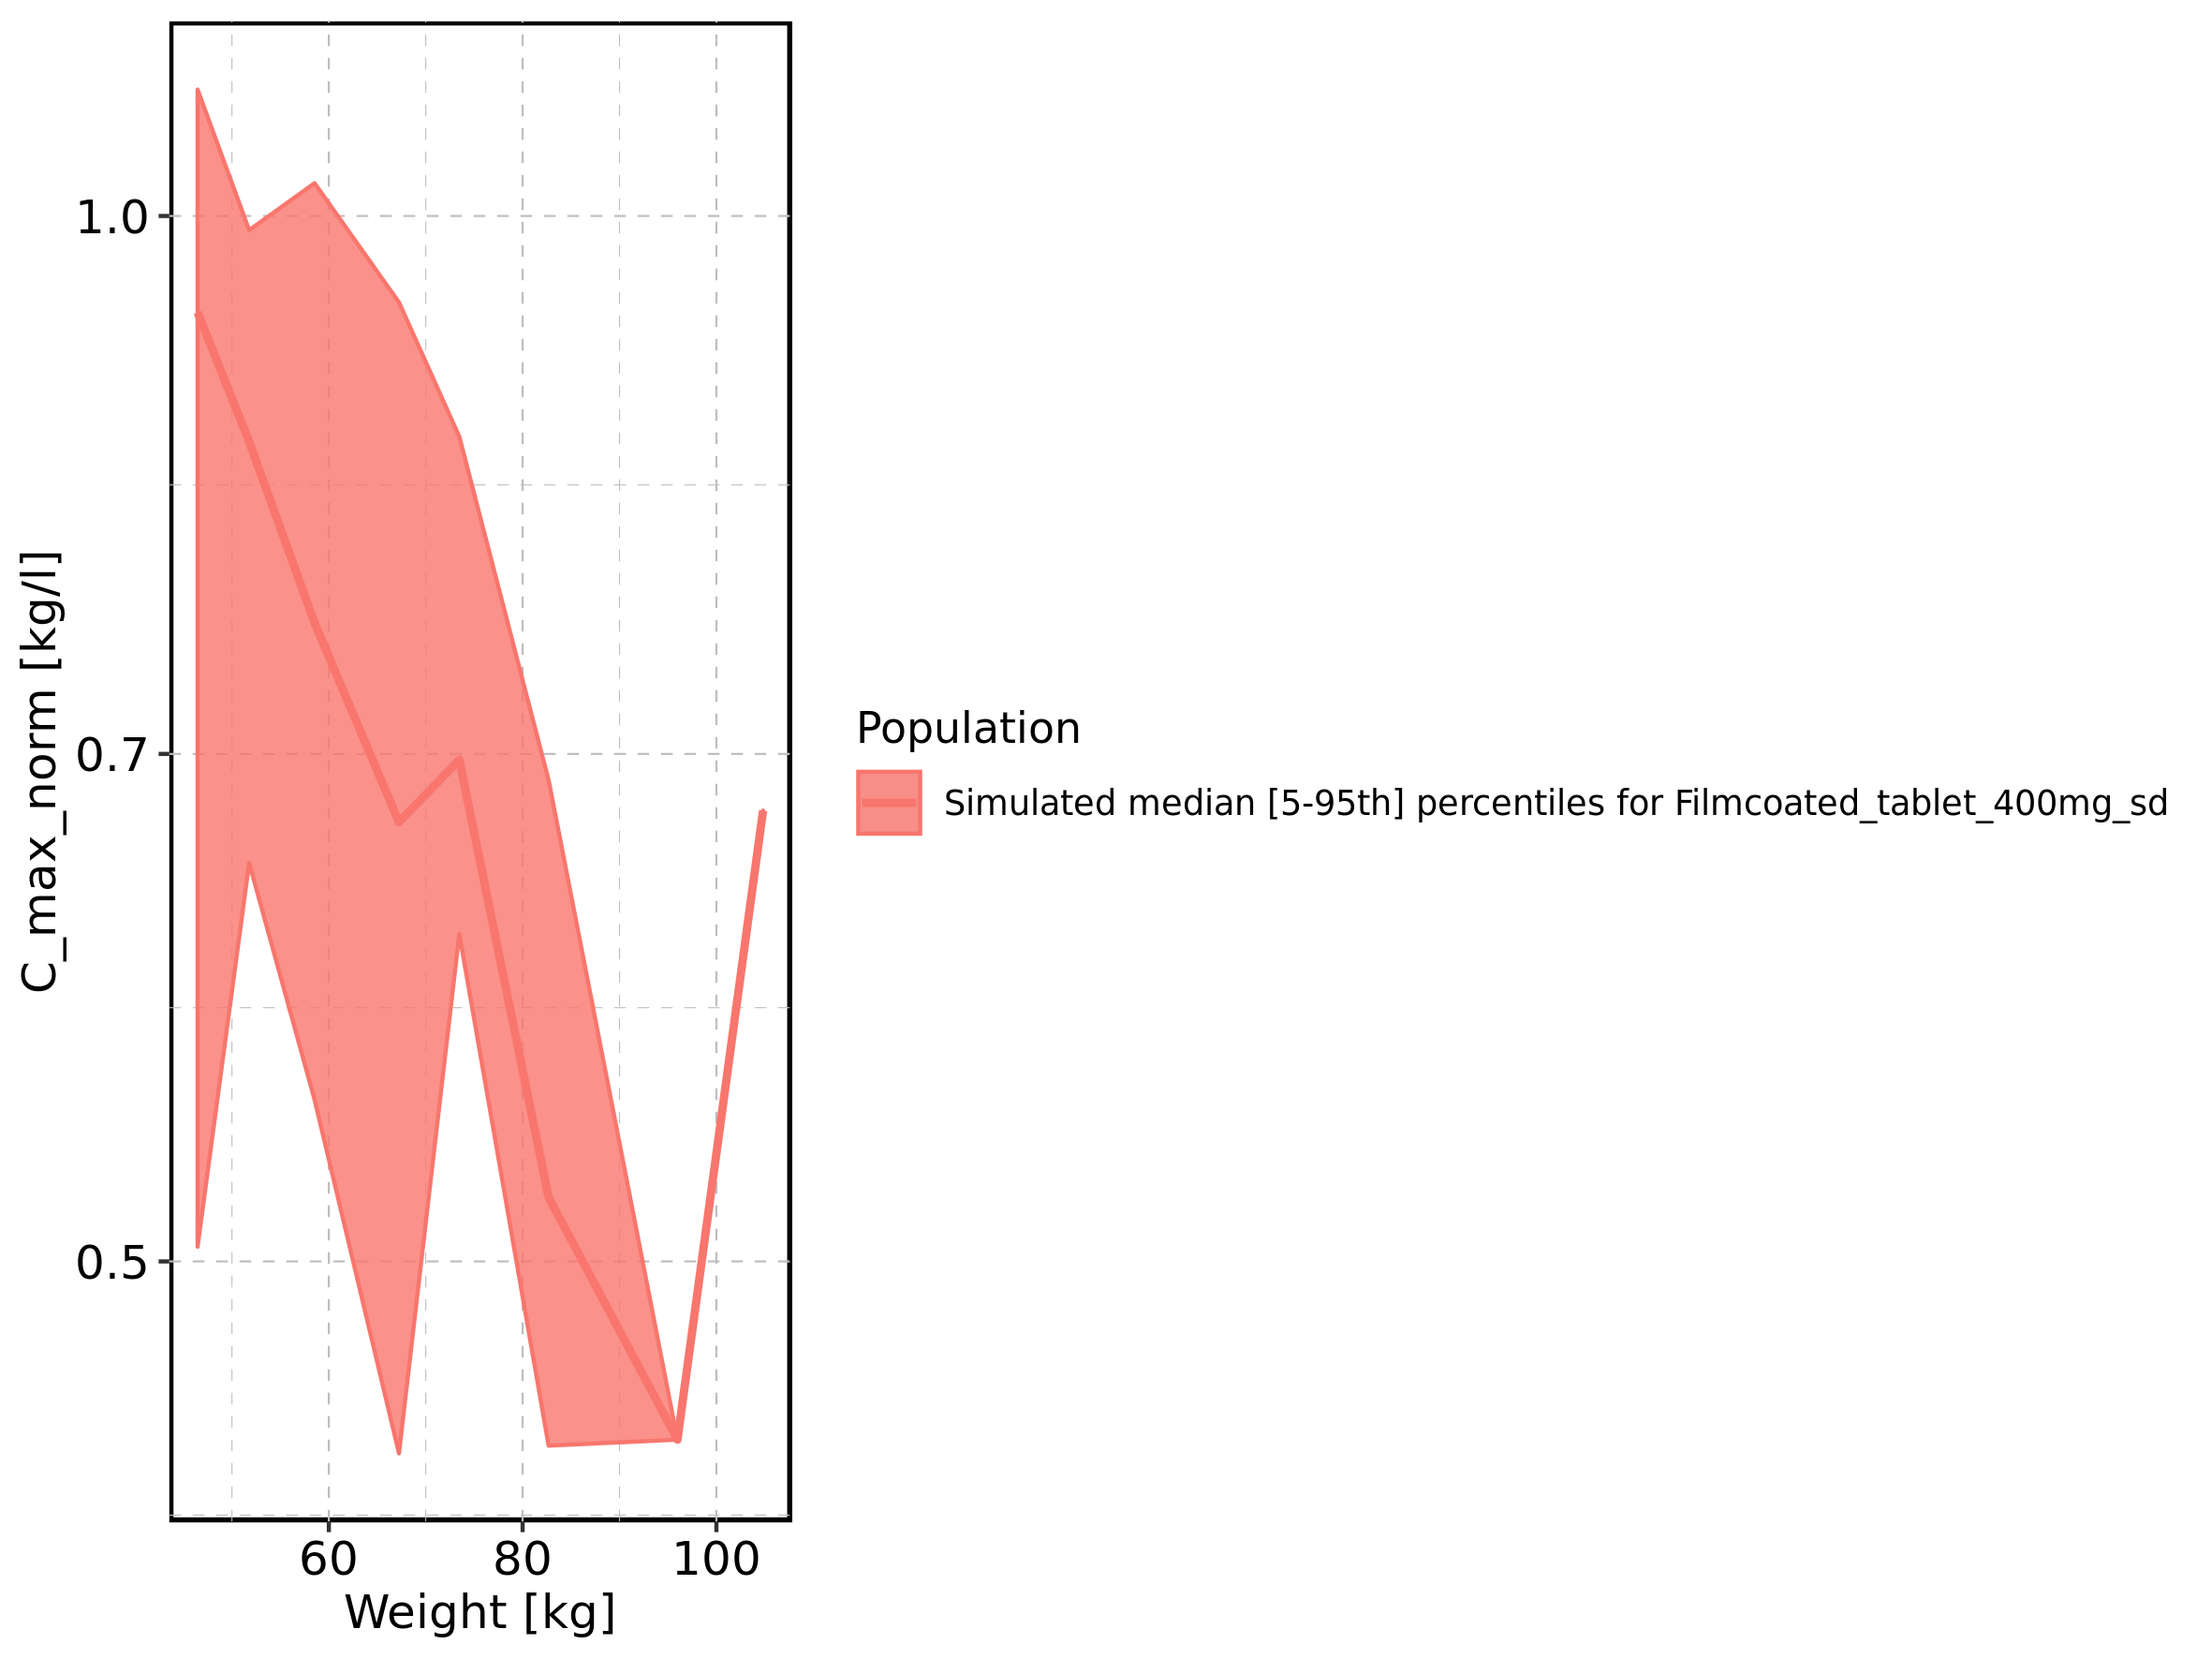 1.0
0.7
0.5
C_max_norm [kg/l]
60 80 100
Weight [kg]
Population
Simulated median [5-95th] percentiles for Filmcoated_tablet_400mg_sd